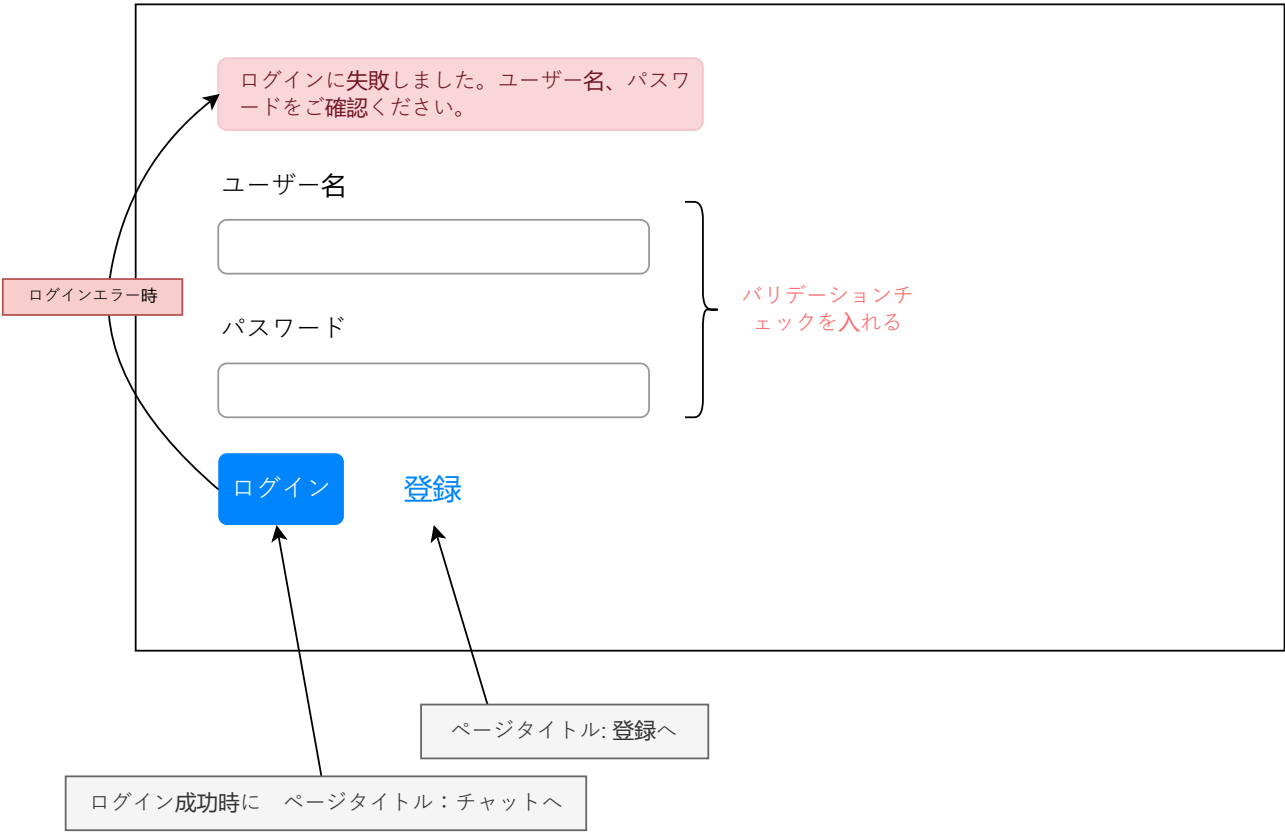 ログインに失敗しました。ユーザー名、パスワ
ードをご確認ください。
ユーザー名
ログインエラー時
バリデーションチ
ェックを入れる
パスワード
ログイン
登録
ページタイトル: 登録へ
ログイン成功時に　ページタイトル：チャットへ